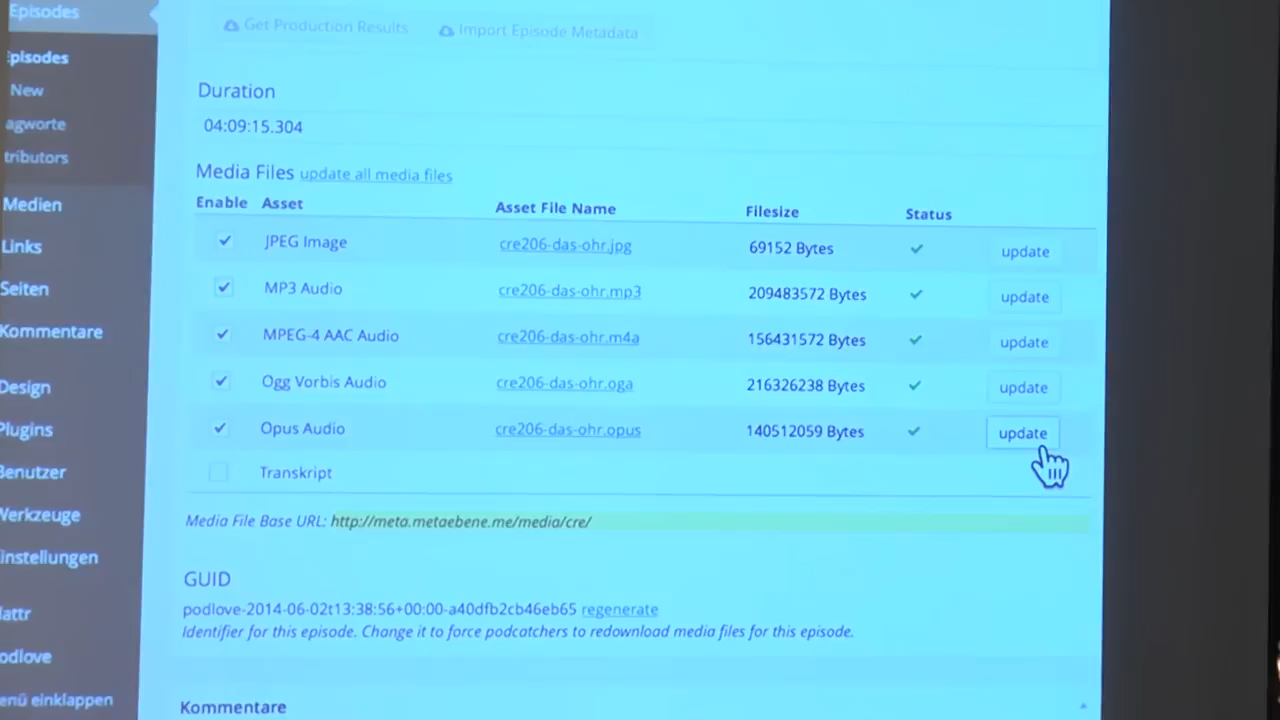 Episodes
Get Production Results Import Episode Metadata
Episodes
New
agworte
tributors
Medien
Links
Seiten
Kommentare
Design
Plugins
Benutzer
Werkzeuge
Einstellungen
lattr
odlove
enü einklappen
Duration
04:09:15.304
Media Files update all media files
Enable Asset Asset File Name Filesize Status
JPEG Image cre206-das-ohr.jpg 69152 Bytes update
MP3 Audio cre206-das-ohr.mp3 209483572 Bytes update
MPEG-4 AAC Audio cre206-das-ohr.m4a 156431572 Bytes update
Ogg Vorbis Audio cre206-das-ohr.oga 216326238 Bytes update
Opus Audio cre206-das-ohr.opus 140512059 Bytes update
Transkript
Media File Base URL: http://meta.metaebene.me/media/cre/
GUID
podlove-2014-06-02t13:38:56+00:00-a40dfb2cb46eb65 regenerate
Identifier for this episode. Change it to force podcatchers to redownload media files for this episode.
Kommentare